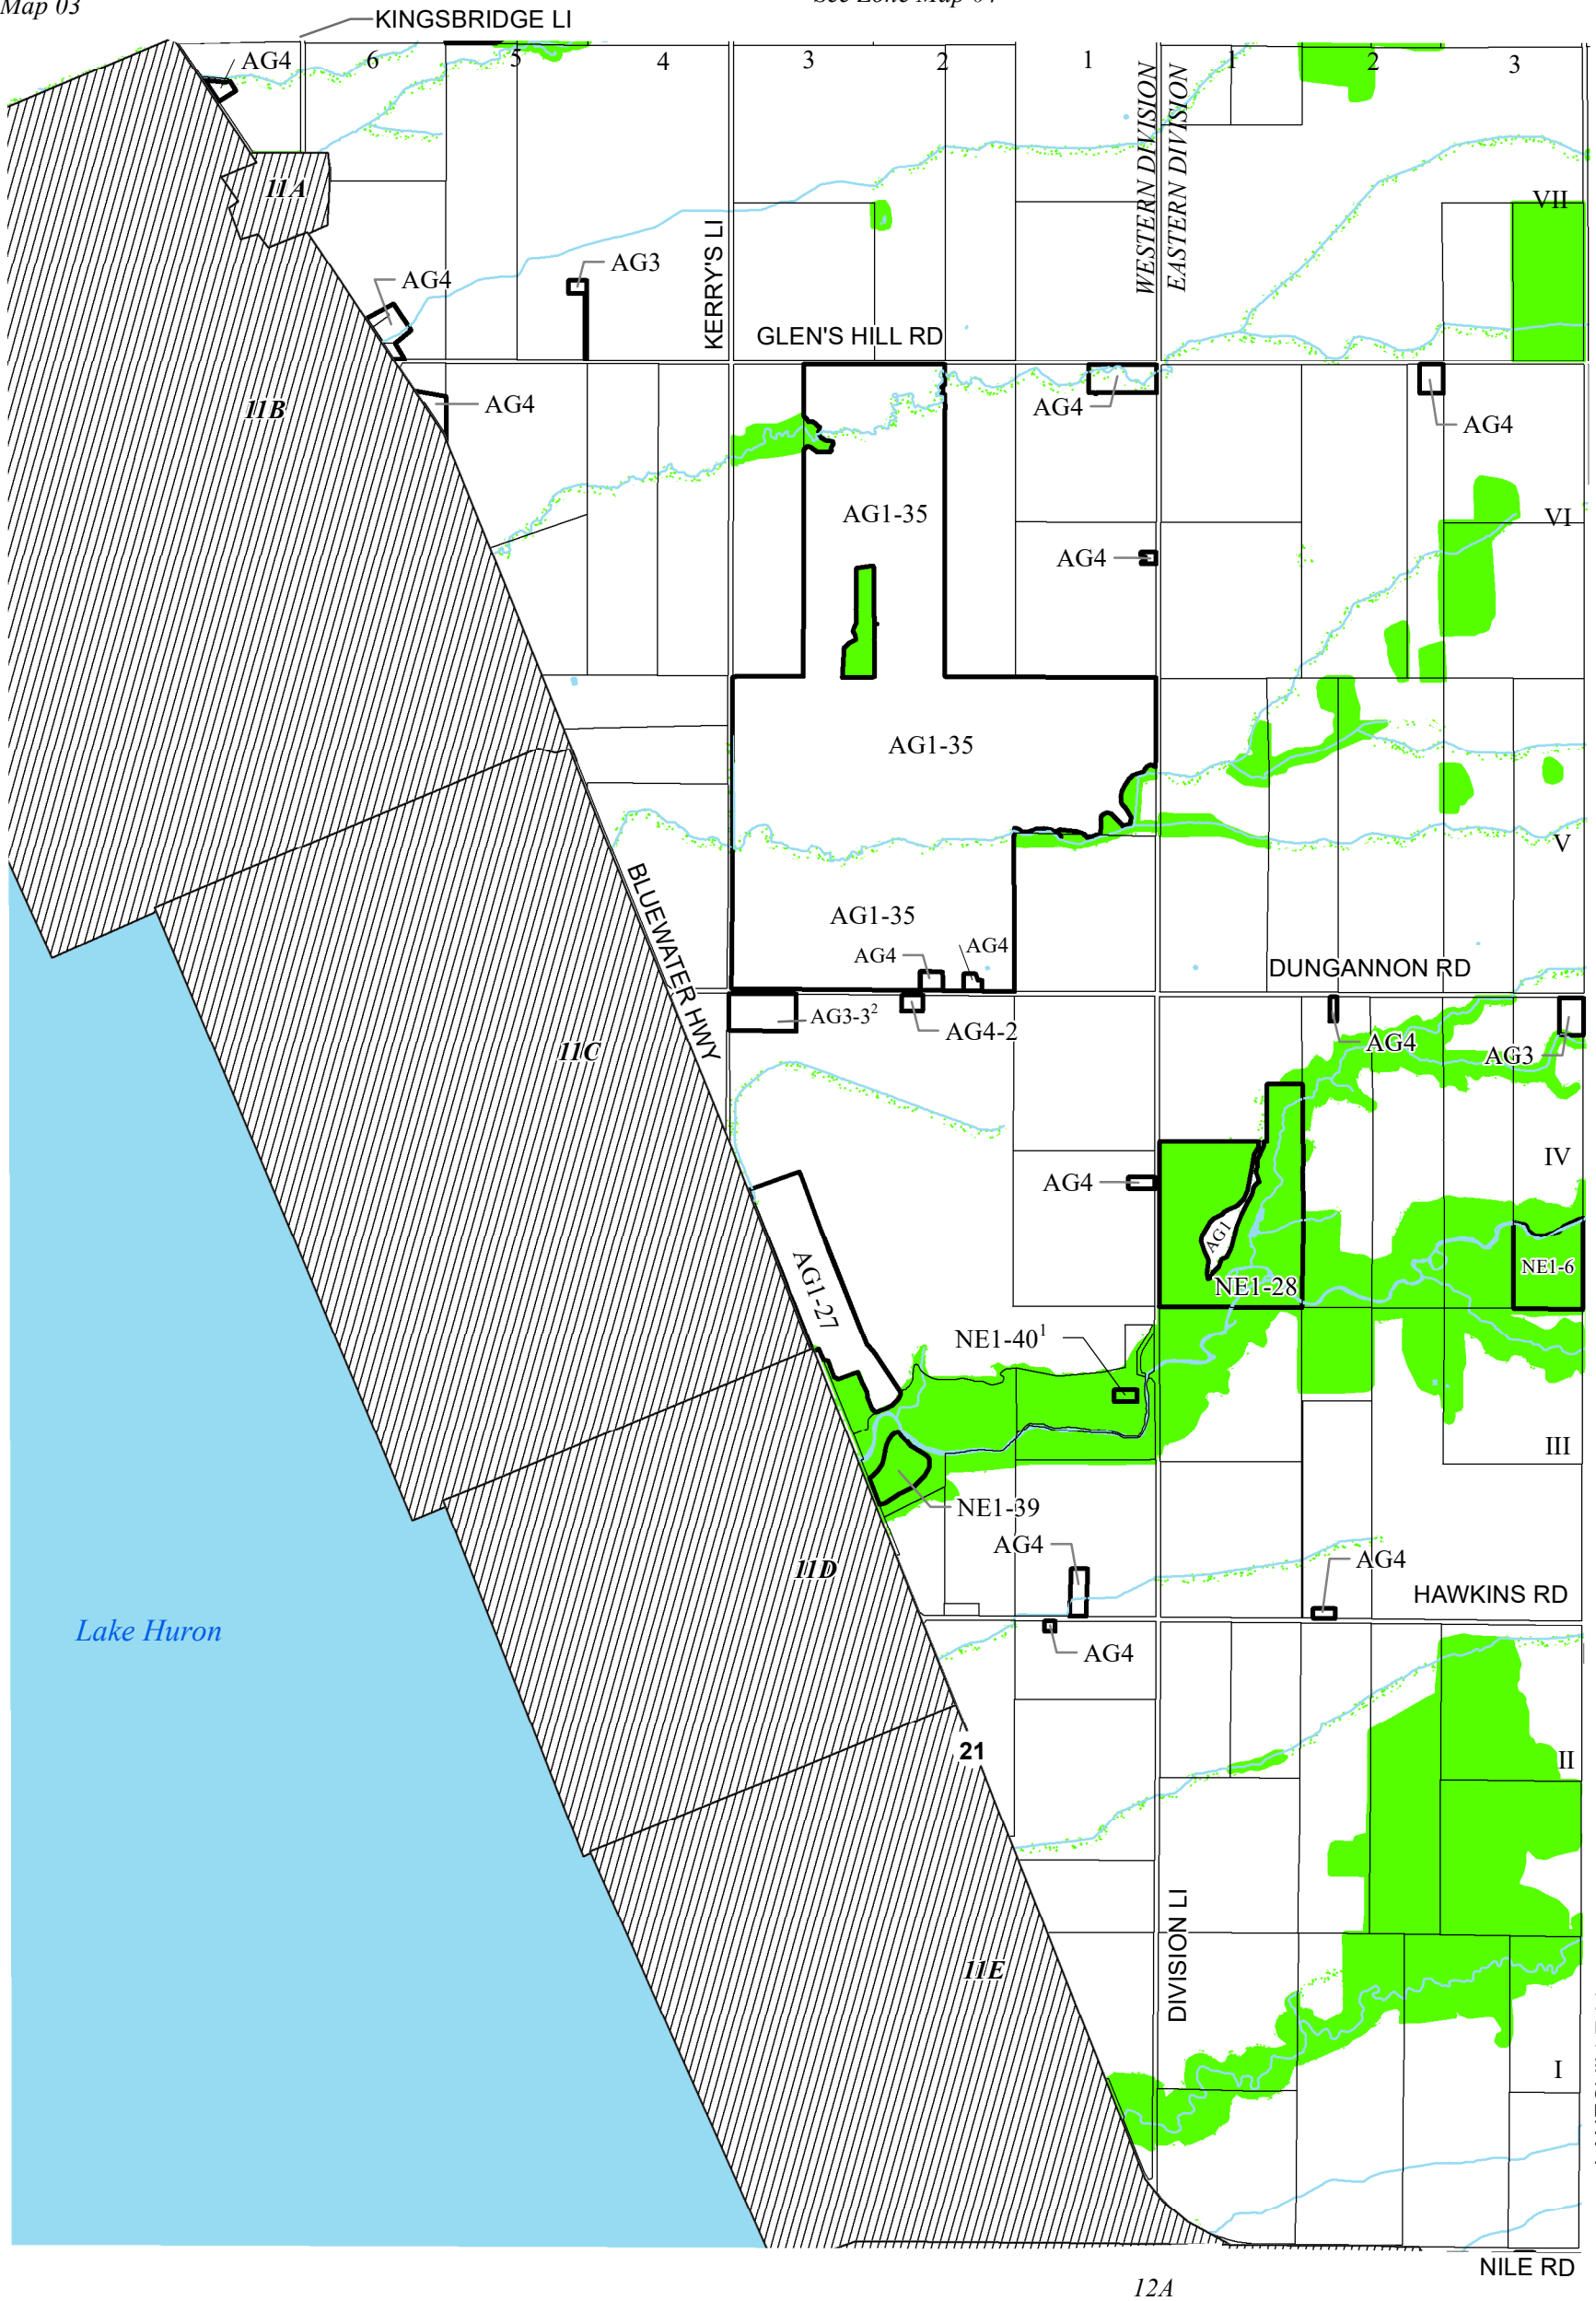 Map 03
KINGSBRIDGE LI
AG4
6
5
4
3
2
1
1
2
3
WESTERN DIVISION
EASTERN DIVISION
11A
VII
AG4
AG3
KERRY'S LI
GLEN'S HILL RD
11B
AG4
AG4
AG4
AG1-35
VI
AG4
AG1-35
V
BLUEWATER HWY
AG1-35
AG4
AG4
DUNGANNON RD
AG3-3²
AG4-2
AG4
AG3
11C
IV
AG4
AG1
NE1-28
NE1-6
AG1-27
NE1-40¹
III
NE1-39
AG4
AG4
11D
HAWKINS RD
Lake Huron
AG4
21
II
DIVISION LI
11E
I
NILE RD
12A